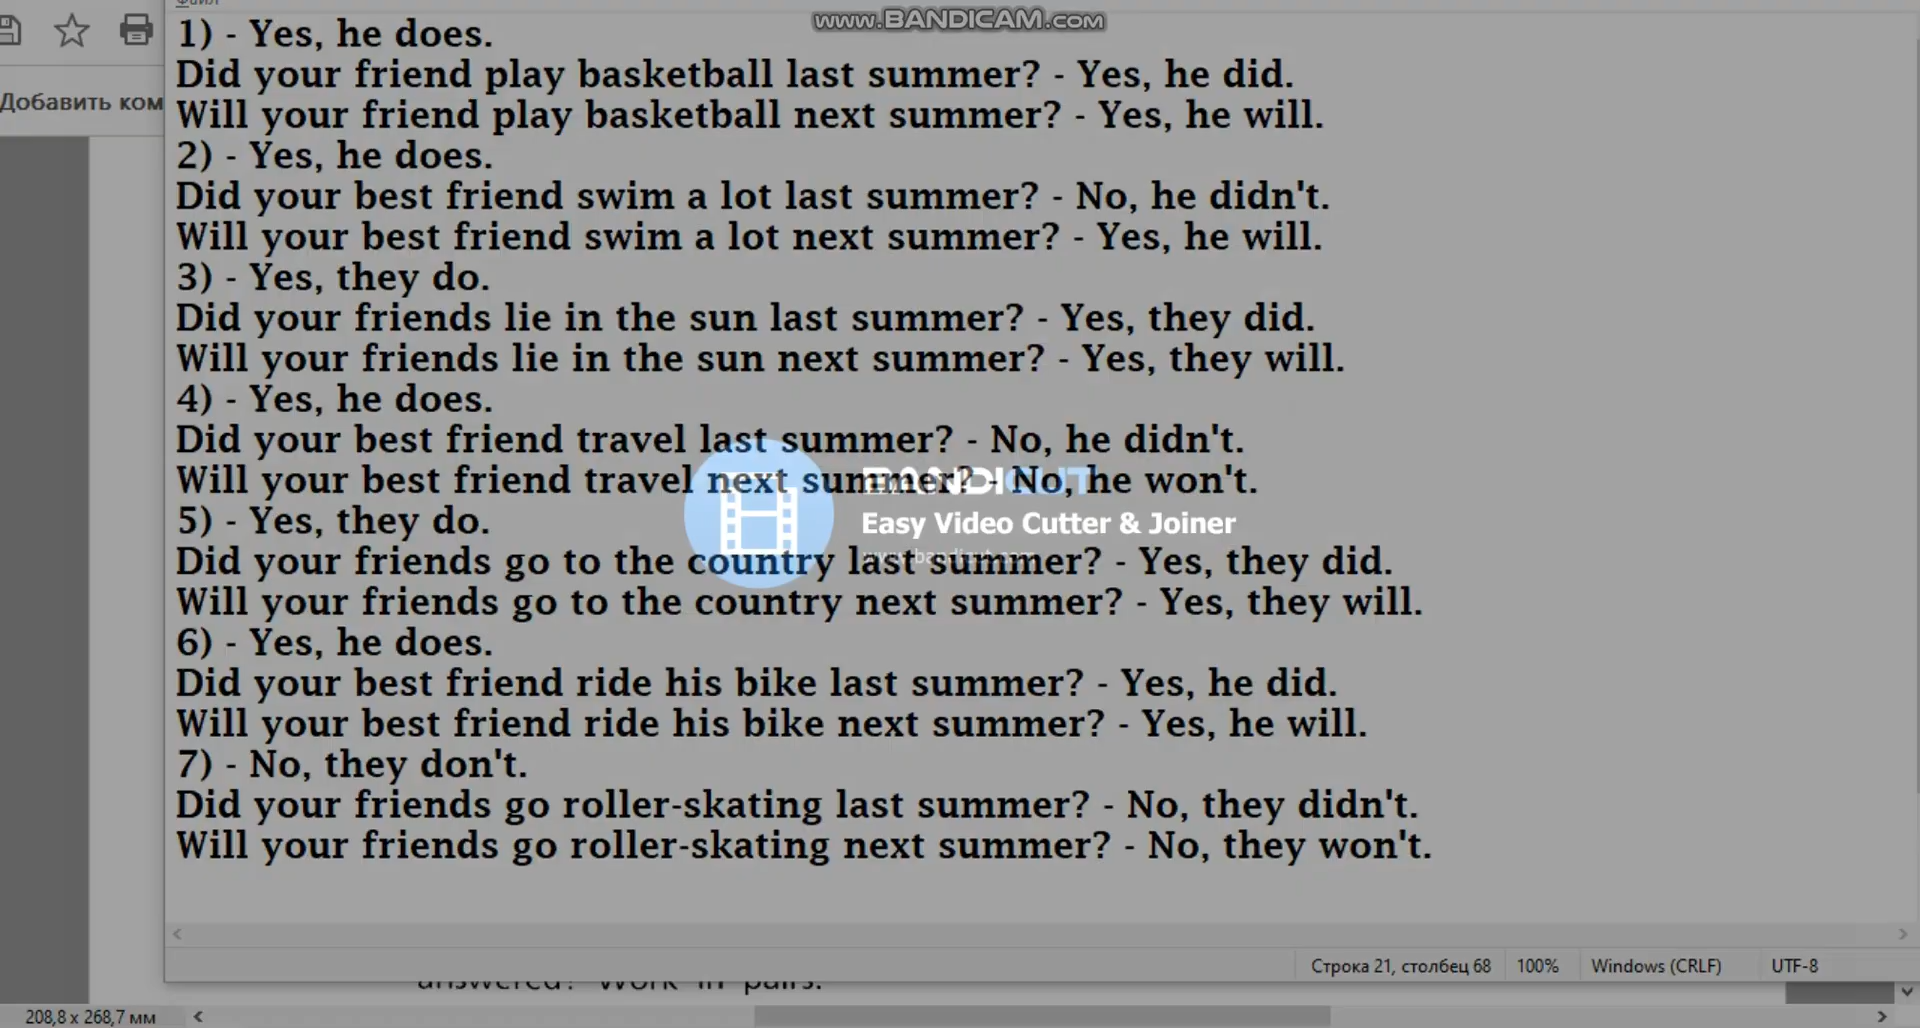 Файл
www.BANDICAM.com
1) - Yes, he does.
Did your friend play basketball last summer? - Yes, he did.
Добавить ком
Will your friend play basketball next summer? - Yes, he will.
2) - Yes, he does.
Did your best friend swim a lot last summer? - No, he didn't.
Will your best friend swim a lot next summer? - Yes, he will.
3) - Yes, they do.
Did your friends lie in the sun last summer? - Yes, they did.
Will your friends lie in the sun next summer? - Yes, they will.
4) - Yes, he does.
Did your best friend travel last summer? - No, he didn't.
Will your best friend travel next summer? - No, he won't.
BANDICUT
5) - Yes, they do.
Easy Video Cutter & Joiner
www.bandicut.com
Did your friends go to the country last summer? - Yes, they did.
Will your friends go to the country next summer? - Yes, they will.
6) - Yes, he does.
Did your best friend ride his bike last summer? - Yes, he did.
Will your best friend ride his bike next summer? - Yes, he will.
7) - No, they don't.
Did your friends go roller-skating last summer? - No, they didn't.
Will your friends go roller-skating next summer? - No, they won't.
Строка 21, столбец 68 100% Windows (CRLF) UTF-8
answered? Work in pairs.
208,8 x 268,7 мм